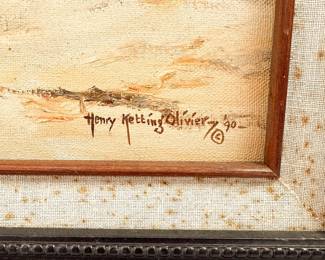 Henry Ketting Olivier © '90